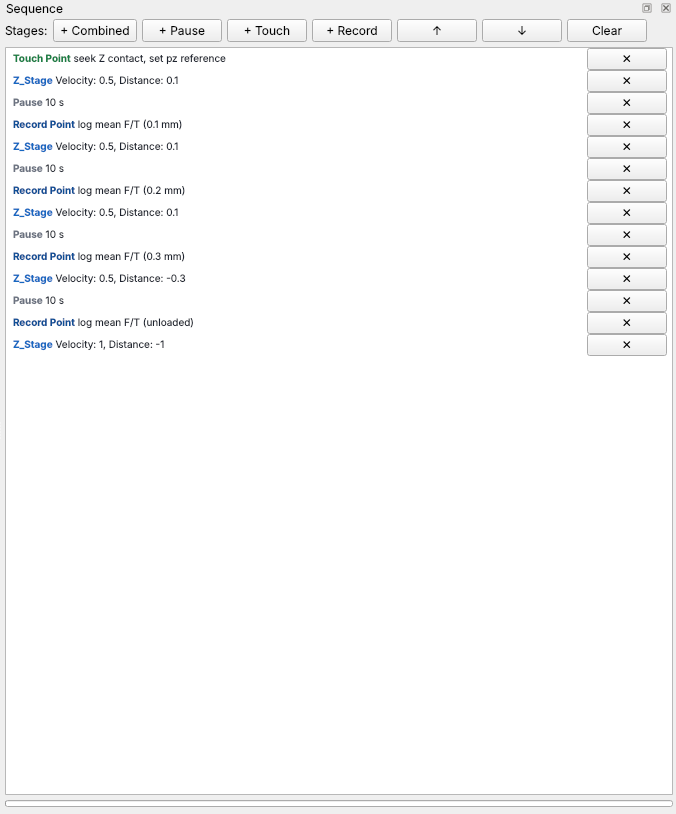 Sequence
Stages: + Combined + Pause + Touch + Record ↑ ↓ Clear
Touch Point seek Z contact, set pz reference ✕
Z_Stage Velocity: 0.5, Distance: 0.1 ✕
Pause 10 s ✕
Record Point log mean F/T (0.1 mm) ✕
Z_Stage Velocity: 0.5, Distance: 0.1 ✕
Pause 10 s ✕
Record Point log mean F/T (0.2 mm) ✕
Z_Stage Velocity: 0.5, Distance: 0.1 ✕
Pause 10 s ✕
Record Point log mean F/T (0.3 mm) ✕
Z_Stage Velocity: 0.5, Distance: -0.3 ✕
Pause 10 s ✕
Record Point log mean F/T (unloaded) ✕
Z_Stage Velocity: 1, Distance: -1 ✕